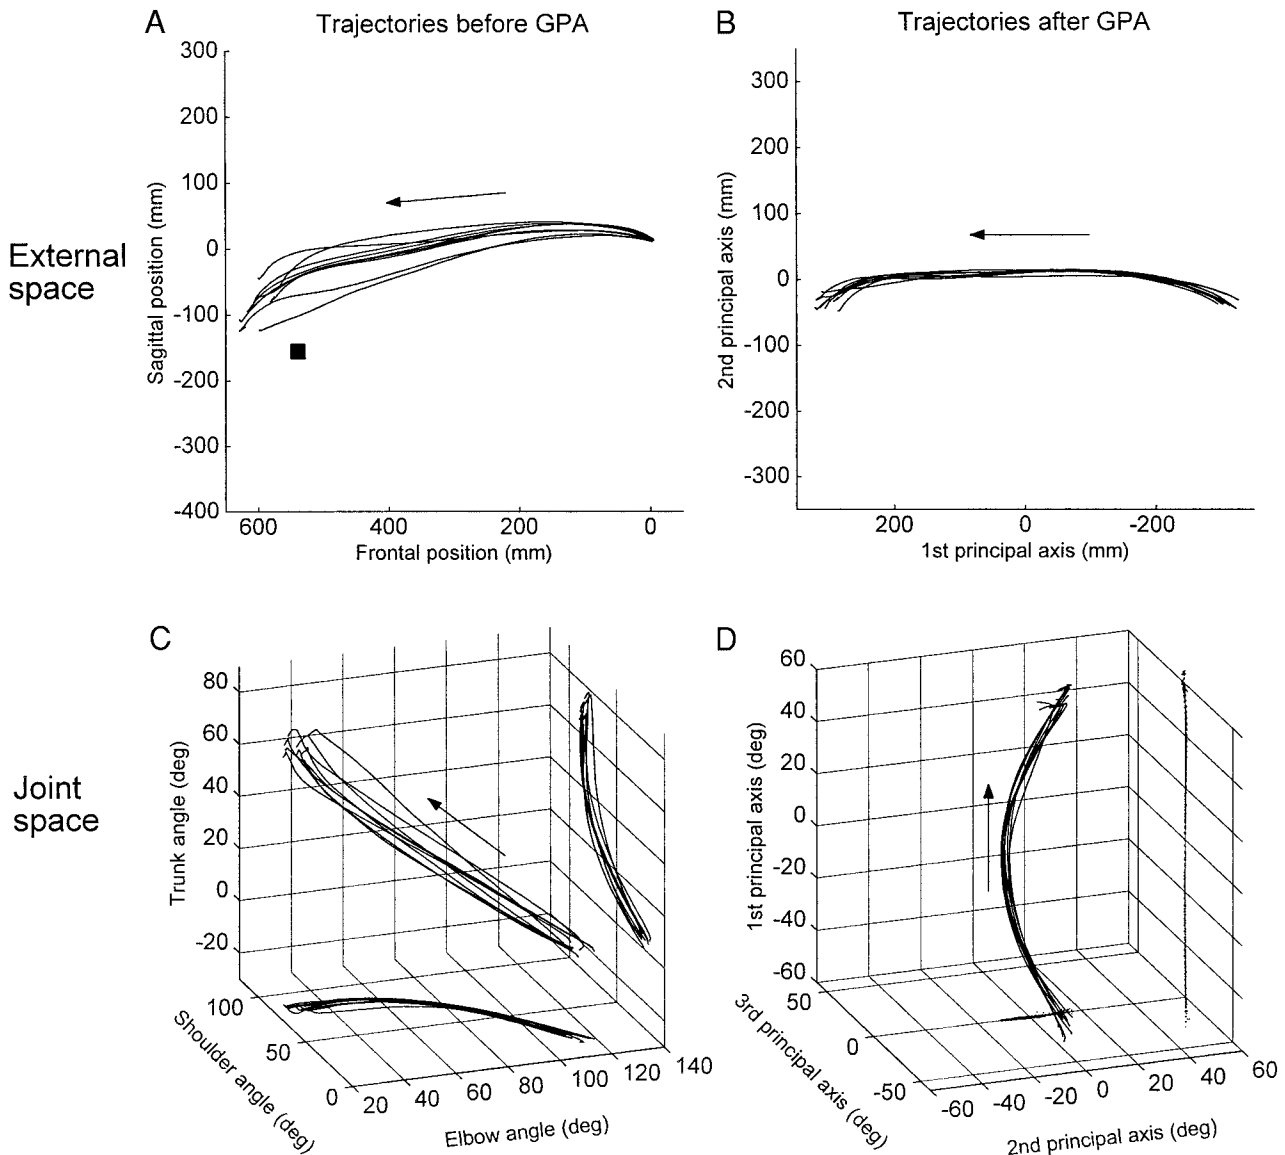 A
Trajectories before GPA
B
Trajectories after GPA
External
space
Sagittal position (mm)
300
200
100
0
-100
-200
-300
-400
600
400
200
0
Frontal position (mm)
2nd principal axis (mm)
300
200
100
0
-100
-200
-300
200
0
-200
1st principal axis (mm)
C
D
Joint
space
Trunk angle (deg)
80
60
40
20
0
-20
100
50
0
Shoulder angle (deg)
20
40
60
80
100
120
140
Elbow angle (deg)
1st principal axis (deg)
60
40
20
0
-20
-40
-60
50
0
-50
3rd principal axis (deg)
-60
-40
-20
0
20
40
60
2nd principal axis (deg)